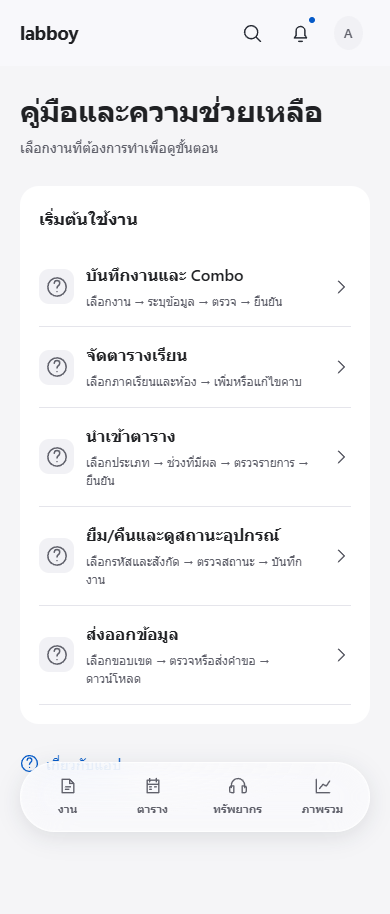 labboy
A
คู่มือและความช่วยเหลือ
เลือกงานที่ต้องการทำเพื่อดูขั้นตอน
เริ่มต้นใช้งาน
บันทึกงานและ Combo
เลือกงาน → ระบุข้อมูล → ตรวจ → ยืนยัน
จัดตารางเรียน
เลือกภาคเรียนและห้อง → เพิ่มหรือแก้ไขคาบ
นำเข้าตาราง
เลือกประเภท → ช่วงที่มีผล → ตรวจรายการ →
ยืนยัน
ยืม/คืนและดูสถานะอุปกรณ์
เลือกรหัสและสังกัด → ตรวจสถานะ → บันทึก
งาน
ส่งออกข้อมูล
เลือกขอบเขต → ตรวจหรือส่งคำขอ →
ดาวน์โหลด
เกี่ยวกับแอป
งาน
ตาราง
ทรัพยากร
ภาพรวม